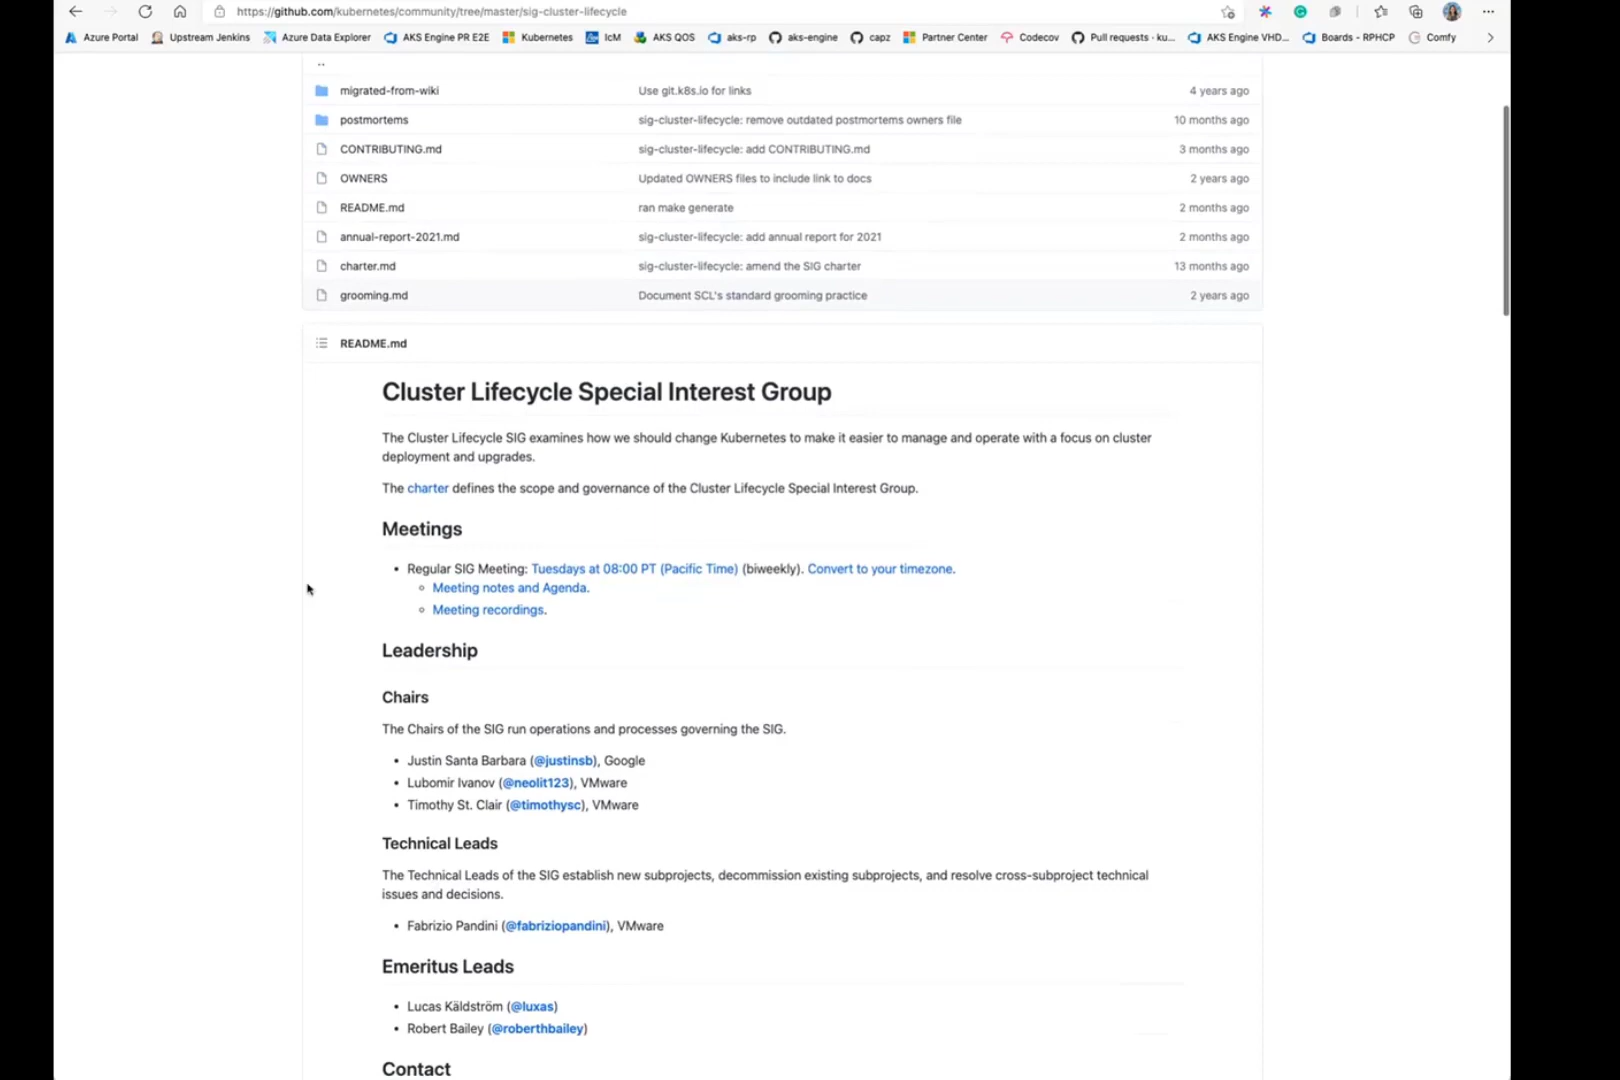 https://github.com/kubernetes/community/tree/master/sig-cluster-lifecycle
Azure Portal Upstream Jenkins Azure Data Explorer AKS Engine PR E2E Kubernetes IcM AKS QOS aks-rp aks-engine capz Partner Center Codecov Pull requests · ku... AKS Engine VHD... Boards - RPHCP Comfy
..
migrated-from-wiki Use git.k8s.io for links 4 years ago
postmortems sig-cluster-lifecycle: remove outdated postmortems owners file 10 months ago
CONTRIBUTING.md sig-cluster-lifecycle: add CONTRIBUTING.md 3 months ago
OWNERS Updated OWNERS files to include link to docs 2 years ago
README.md ran make generate 2 months ago
annual-report-2021.md sig-cluster-lifecycle: add annual report for 2021 2 months ago
charter.md sig-cluster-lifecycle: amend the SIG charter 13 months ago
grooming.md Document SCL's standard grooming practice 2 years ago
README.md
Cluster Lifecycle Special Interest Group
The Cluster Lifecycle SIG examines how we should change Kubernetes to make it easier to manage and operate with a focus on cluster
deployment and upgrades.
The charter defines the scope and governance of the Cluster Lifecycle Special Interest Group.
Meetings
• Regular SIG Meeting: Tuesdays at 08:00 PT (Pacific Time) (biweekly). Convert to your timezone.
◦ Meeting notes and Agenda.
◦ Meeting recordings.
Leadership
Chairs
The Chairs of the SIG run operations and processes governing the SIG.
• Justin Santa Barbara (@justinsb), Google
• Lubomir Ivanov (@neolit123), VMware
• Timothy St. Clair (@timothysc), VMware
Technical Leads
The Technical Leads of the SIG establish new subprojects, decommission existing subprojects, and resolve cross-subproject technical
issues and decisions.
• Fabrizio Pandini (@fabriziopandini), VMware
Emeritus Leads
• Lucas Käldström (@luxas)
• Robert Bailey (@roberthbailey)
Contact